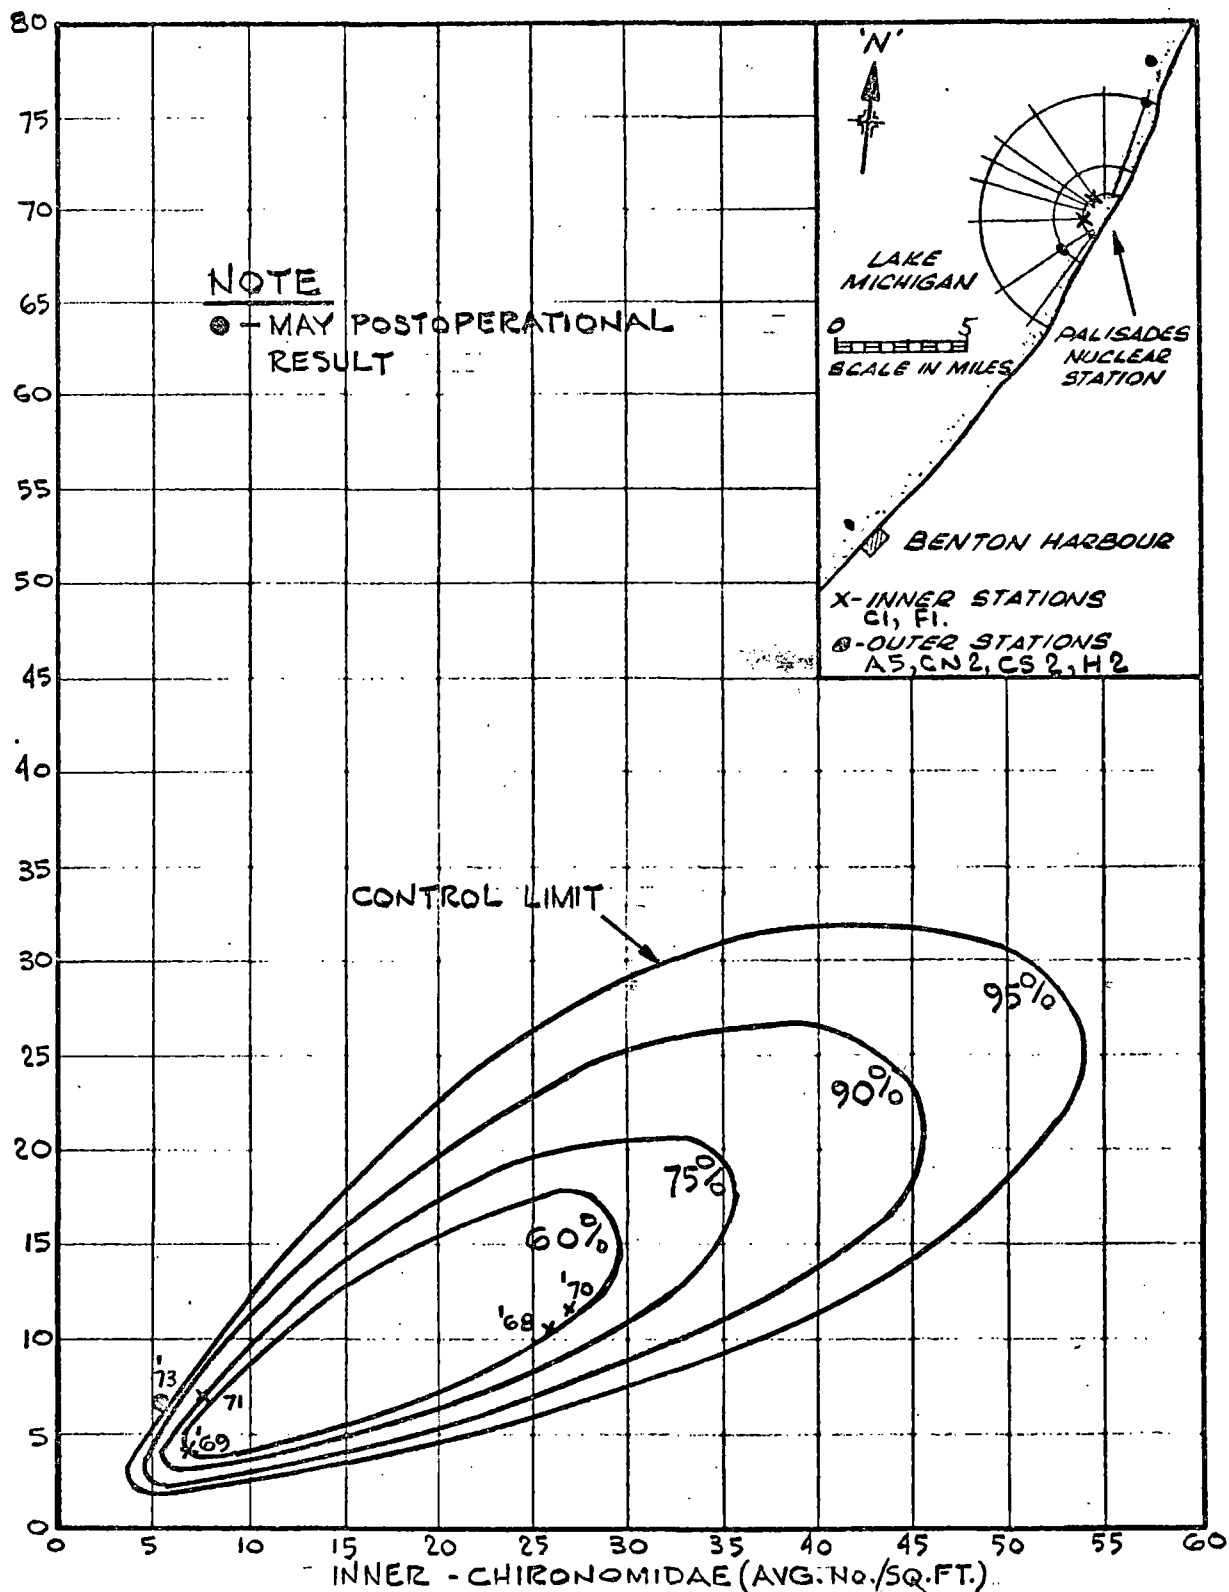 80
75
70
65
60
55
50
45
40
35
30
25
20
15
10
5
0
NOTE
- MAY POSTOPERATIONAL
RESULT
'N'
LAKE
MICHIGAN
0 5
SCALE IN MILES
PALISADES
NUCLEAR
STATION
BENTON HARBOUR
X - INNER STATIONS
C1, F1.
- OUTER STATIONS
A5, CN2, CS2, H2
CONTROL LIMIT
95%
90%
75%
60%
'70
'68
'73
'71
'69
0 5 10 15 20 25 30 35 40 45 50 55 60
INNER - CHIRONOMIDAE (AVG. NO./SQ.FT.)